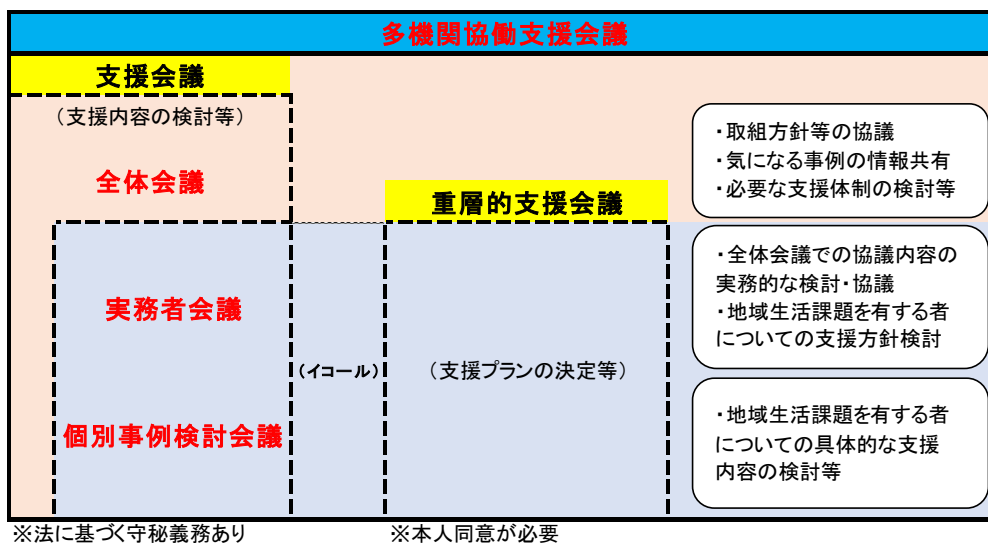 多機関協働支援会議
支援会議
（支援内容の検討等）
全体会議
・取組方針等の協議
・気になる事例の情報共有
・必要な支援体制の検討等
重層的支援会議
実務者会議
・全体会議での協議内容の
実務的な検討・協議
・地域生活課題を有する者
についての支援方針検討
（イコール）
（支援プランの決定等）
個別事例検討会議
・地域生活課題を有する者
についての具体的な支援
内容の検討等
※法に基づく守秘義務あり
※本人同意が必要